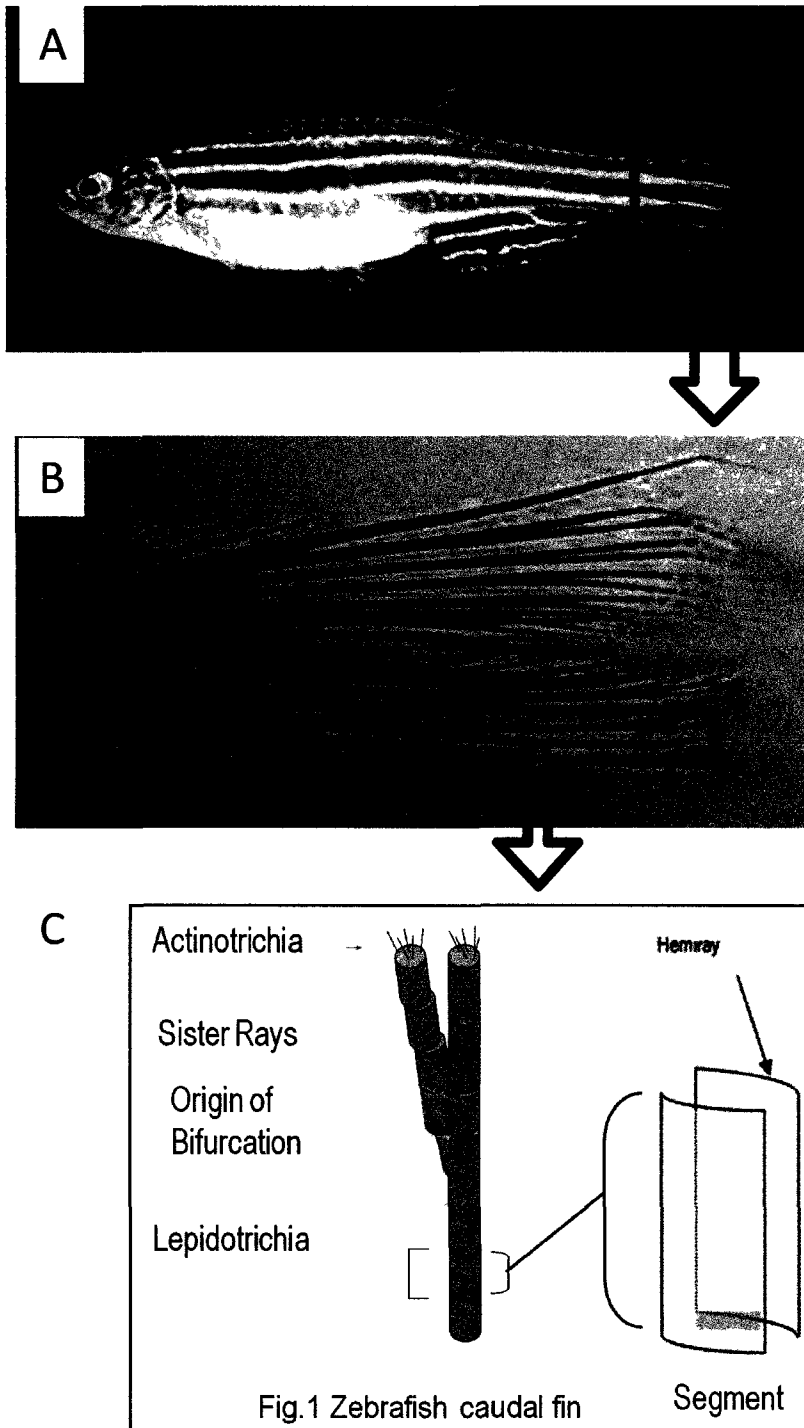 A
B
C
Actinotrichia
Hemiray
Sister Rays
Origin of
Bifurcation
Lepidotrichia
Fig.1 Zebrafish caudal fin
Segment